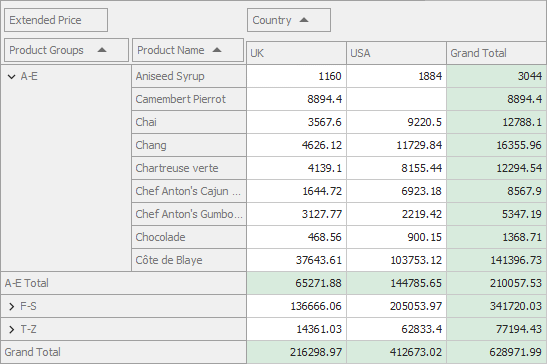 Extended Price Country
Product Groups Product Name UK USA Grand Total
A-E Aniseed Syrup 1160 1884 3044
Camembert Pierrot 8894.4 8894.4
Chai 3567.6 9220.5 12788.1
Chang 4626.12 11729.84 16355.96
Chartreuse verte 4139.1 8155.44 12294.54
Chef Anton's Cajun ... 1644.72 6923.18 8567.9
Chef Anton's Gumbo... 3127.77 2219.42 5347.19
Chocolade 468.56 900.15 1368.71
Côte de Blaye 37643.61 103753.12 141396.73
A-E Total 65271.88 144785.65 210057.53
F-S 136666.06 205053.97 341720.03
T-Z 14361.03 62833.4 77194.43
Grand Total 216298.97 412673.02 628971.99